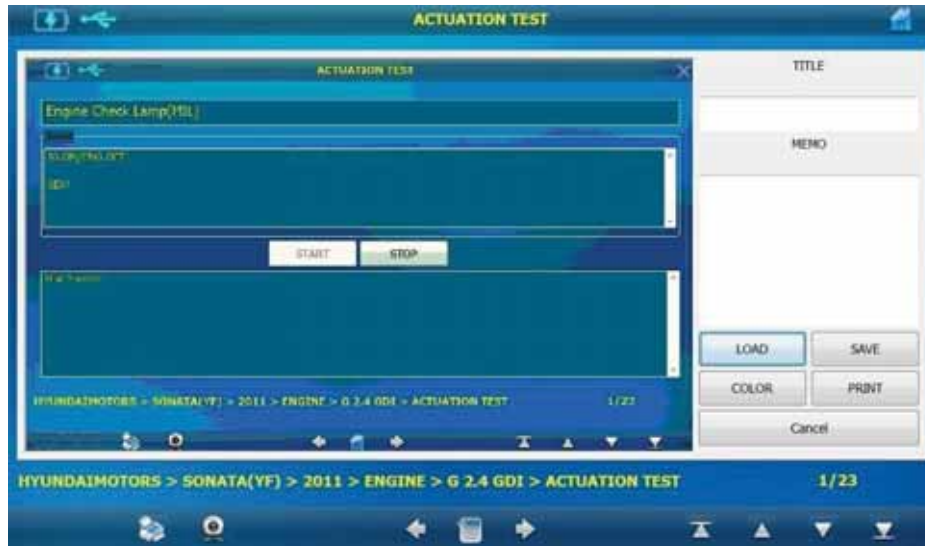 ACTUATION TEST
ACTUATION TEST
TITLE
Engine Check Lamp(MIL)
MEMO
START STOP
LOAD SAVE
COLOR PRINT
HYUNDAIMOTORS > SONATA(YF) > 2011 > ENGINE > G 2.4 GDI > ACTUATION TEST 1/23
Cancel
HYUNDAIMOTORS > SONATA(YF) > 2011 > ENGINE > G 2.4 GDI > ACTUATION TEST 1/23